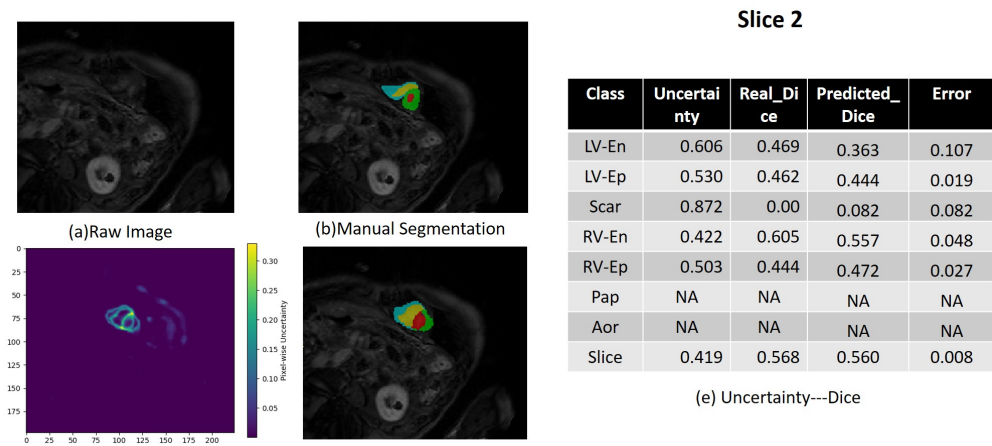 Slice 2
(a)Raw Image
(b)Manual Segmentation
0
25
50
75
100
125
150
175
0 25 50 75 100 125 150 175 200
0.30
0.25
0.20
0.15
0.10
0.05
Pixel-wise Uncertainty
Class Uncertai Real_Di Predicted_ Error
nty ce Dice
LV-En 0.606 0.469 0.363 0.107
LV-Ep 0.530 0.462 0.444 0.019
Scar 0.872 0.00 0.082 0.082
RV-En 0.422 0.605 0.557 0.048
RV-Ep 0.503 0.444 0.472 0.027
Pap NA NA NA NA
Aor NA NA NA NA
Slice 0.419 0.568 0.560 0.008
(e) Uncertainty---Dice